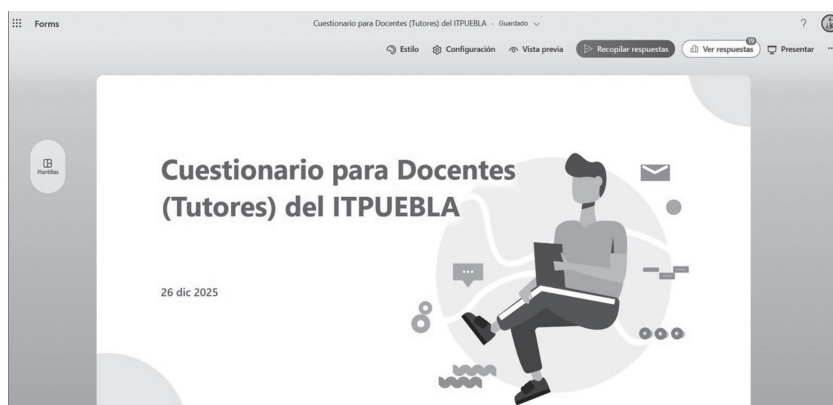 Forms
Cuestionario para Docentes (Tutores) del ITPUEBLA - Guardado
?
Estilo
Configuración
Vista previa
Recopilar respuestas
Ver respuestas
Presentar
Plantillas
Cuestionario para Docentes
(Tutores) del ITPUEBLA
26 dic 2025